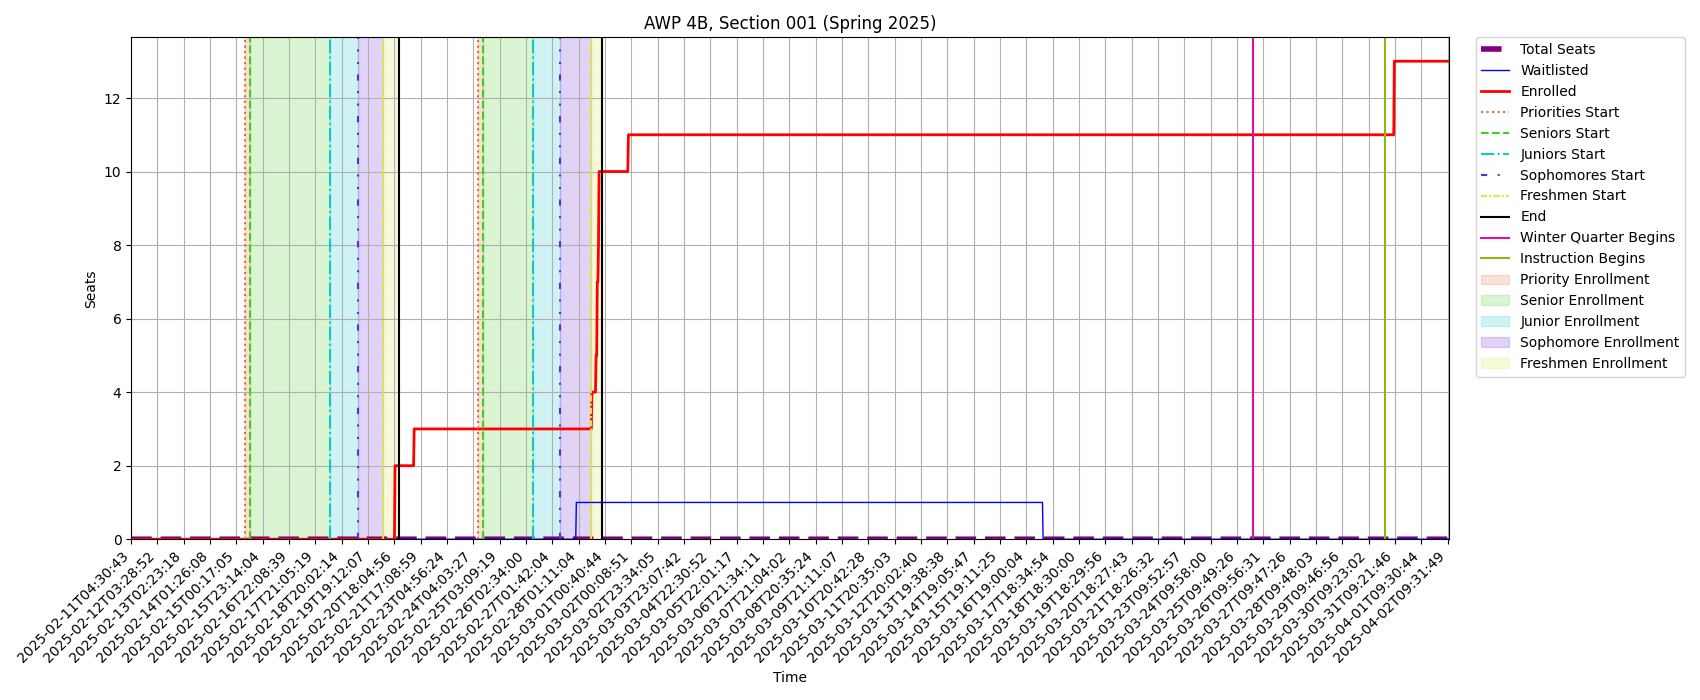 AWP 4B, Section 001 (Spring 2025)
Seats
12
10
8
6
4
2
0
2025-02-11T04:30:43
2025-02-12T03:28:52
2025-02-13T02:23:18
2025-02-14T01:26:08
2025-02-15T00:17:05
2025-02-15T23:14:04
2025-02-16T22:08:39
2025-02-17T21:05:19
2025-02-18T20:02:14
2025-02-19T19:12:07
2025-02-20T18:04:56
2025-02-21T17:08:59
2025-02-23T04:56:24
2025-02-24T04:03:27
2025-02-25T03:09:19
2025-02-26T02:34:00
2025-02-27T01:42:04
2025-02-28T01:11:04
2025-03-01T00:40:44
2025-03-02T00:08:51
2025-03-02T23:34:05
2025-03-03T23:07:42
2025-03-04T22:30:52
2025-03-05T22:01:17
2025-03-06T21:34:11
2025-03-07T21:04:02
2025-03-08T20:35:24
2025-03-09T21:11:07
2025-03-10T20:42:28
2025-03-11T20:35:03
2025-03-12T20:02:40
2025-03-13T19:38:38
2025-03-14T19:05:47
2025-03-15T19:11:25
2025-03-16T19:00:04
2025-03-17T18:34:54
2025-03-18T18:30:00
2025-03-19T18:29:56
2025-03-20T18:27:43
2025-03-21T18:26:32
2025-03-23T09:52:57
2025-03-24T09:58:00
2025-03-25T09:49:26
2025-03-26T09:56:31
2025-03-27T09:47:26
2025-03-28T09:48:03
2025-03-29T09:46:56
2025-03-30T09:23:02
2025-03-31T09:21:46
2025-04-01T09:30:44
2025-04-02T09:31:49
Time
Total Seats
Waitlisted
Enrolled
Priorities Start
Seniors Start
Juniors Start
Sophomores Start
Freshmen Start
End
Winter Quarter Begins
Instruction Begins
Priority Enrollment
Senior Enrollment
Junior Enrollment
Sophomore Enrollment
Freshmen Enrollment